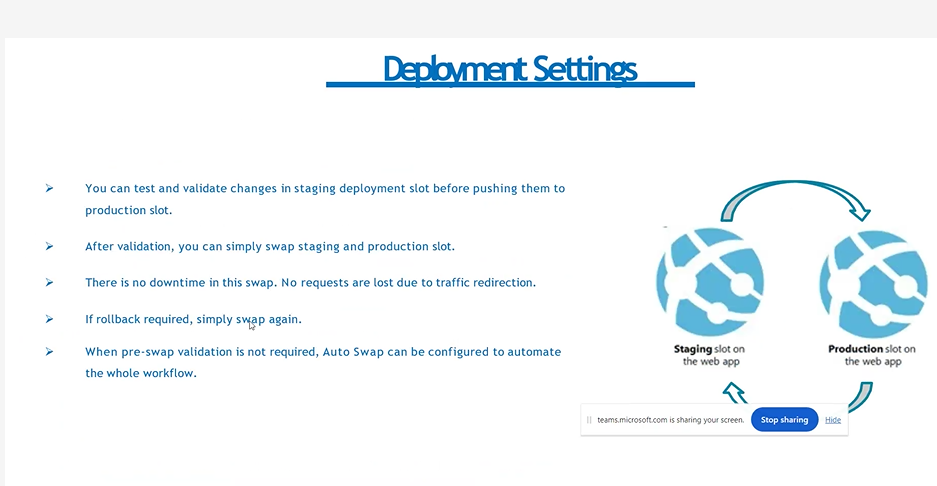 Deployment Settings
You can test and validate changes in staging deployment slot before pushing them to
production slot.
After validation, you can simply swap staging and production slot.
There is no downtime in this swap. No requests are lost due to traffic redirection.
If rollback required, simply swap again.
When pre-swap validation is not required, Auto Swap can be configured to automate
the whole workflow.
Staging slot on
the web app
Production slot on
the web app
teams.microsoft.com is sharing your screen.
Stop sharing
Hide